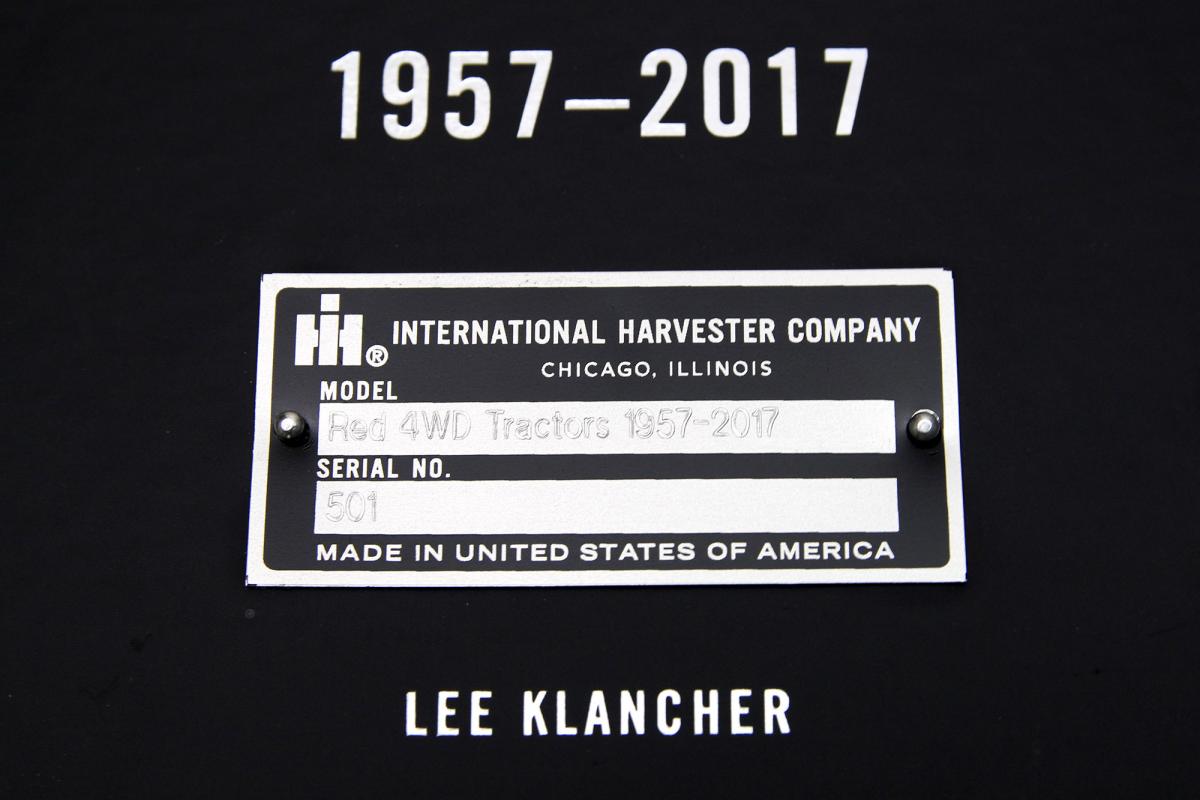 1957–2017
IH® INTERNATIONAL HARVESTER COMPANY
CHICAGO, ILLINOIS
MODEL
Red 4WD Tractors 1957-2017
SERIAL NO.
501
MADE IN UNITED STATES OF AMERICA
LEE KLANCHER